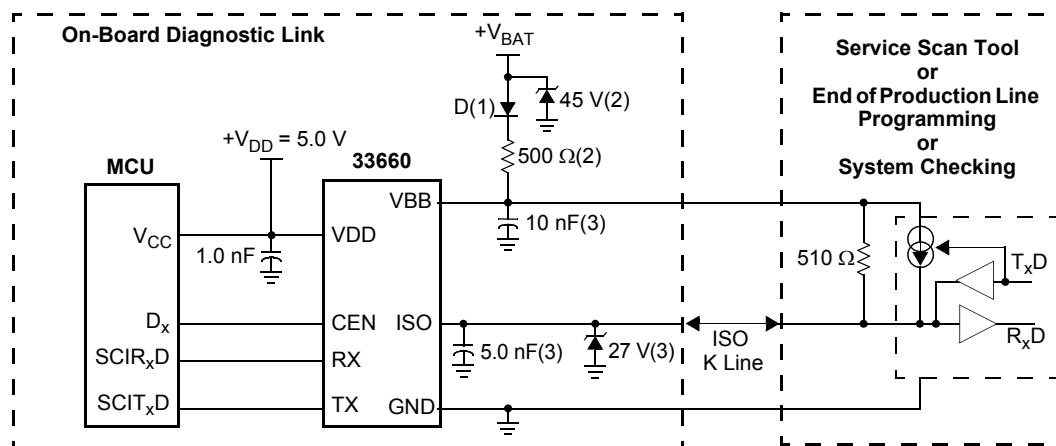 On-Board Diagnostic Link
+VBAT
D(1)
45 V(2)
500 Ω(2)
+VDD = 5.0 V
MCU
33660
VBB
10 nF(3)
VCC
1.0 nF
VDD
Dx
CEN
ISO
SCIRxD
RX
5.0 nF(3)
27 V(3)
SCITxD
TX
GND
ISO
K Line
Service Scan Tool
or
End of Production Line
Programming
or
System Checking
510 Ω
TxD
RxD